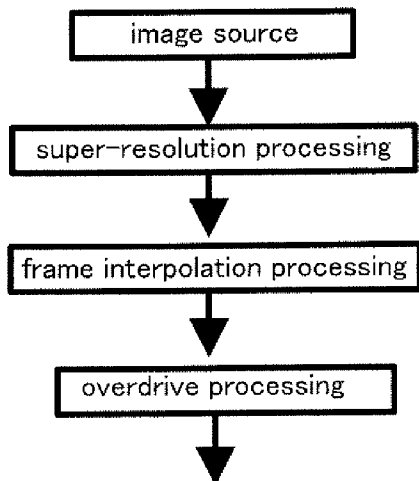 image source
super-resolution processing
frame interpolation processing
overdrive processing